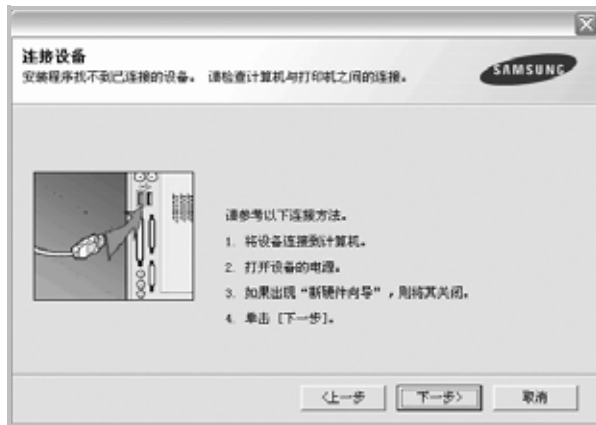 连接设备
安装程序找不到已连接的设备。 请检查计算机与打印机之间的连接。
SAMSUNG
请参考以下连接方法。
1. 将设备连接到计算机。
2. 打开设备的电源。
3. 如果出现“新硬件向导”，则将其关闭。
4. 单击 [下一步]。
<上一步
下一步>
取消